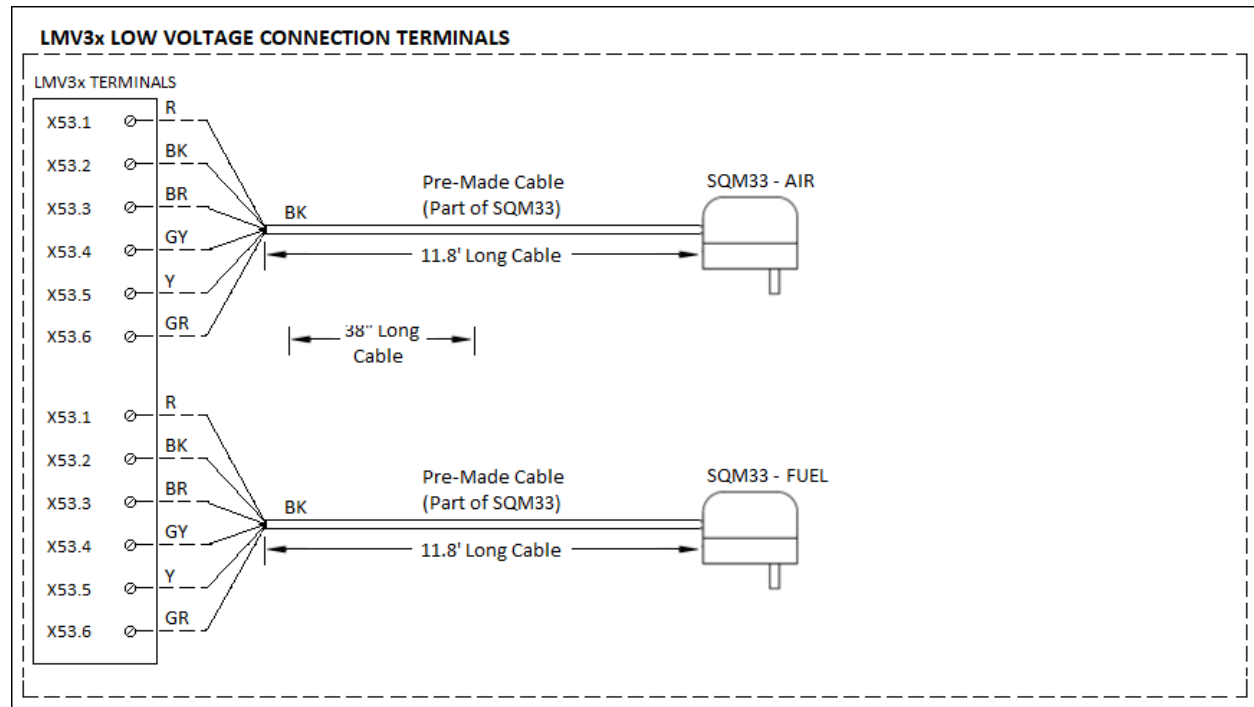 LMV3x LOW VOLTAGE CONNECTION TERMINALS
LMV3x TERMINALS
X53.1
R
X53.2
BK
X53.3
BR
X53.4
GY
X53.5
Y
X53.6
GR
BK
Pre-Made Cable
(Part of SQM33)
11.8' Long Cable
SQM33 - AIR
38" Long
Cable
X53.1
R
X53.2
BK
X53.3
BR
X53.4
GY
X53.5
Y
X53.6
GR
BK
Pre-Made Cable
(Part of SQM33)
11.8' Long Cable
SQM33 - FUEL